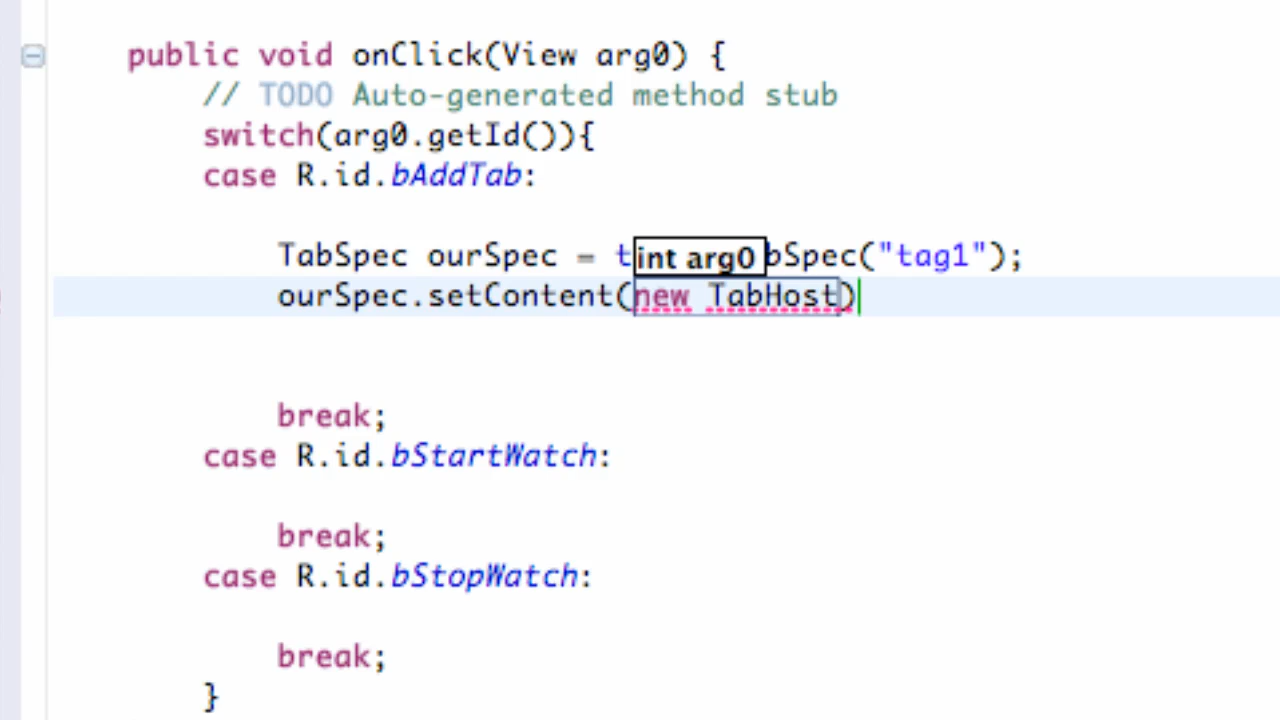 public void onClick(View arg0) {
// TODO Auto-generated method stub
switch(arg0.getId()){
case R.id.bAddTab:
TabSpec ourSpec = t int arg0 bSpec("tag1");
ourSpec.setContent(new TabHost)
break;
case R.id.bStartWatch:
break;
case R.id.bStopWatch:
break;
}